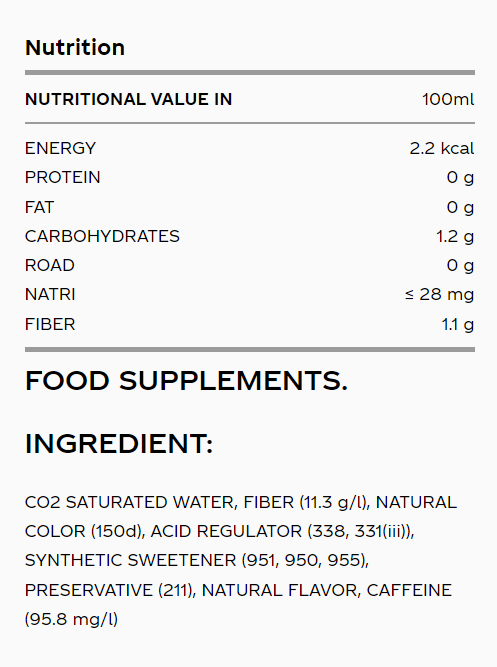 Nutrition
NUTRITIONAL VALUE IN 100ml
ENERGY 2.2 kcal
PROTEIN 0 g
FAT 0 g
CARBOHYDRATES 1.2 g
ROAD 0 g
NATRI ≤ 28 mg
FIBER 1.1 g
FOOD SUPPLEMENTS.
INGREDIENT:
CO2 SATURATED WATER, FIBER (11.3 g/l), NATURAL
COLOR (150d), ACID REGULATOR (338, 331(iii)),
SYNTHETIC SWEETENER (951, 950, 955),
PRESERVATIVE (211), NATURAL FLAVOR, CAFFEINE
(95.8 mg/l)